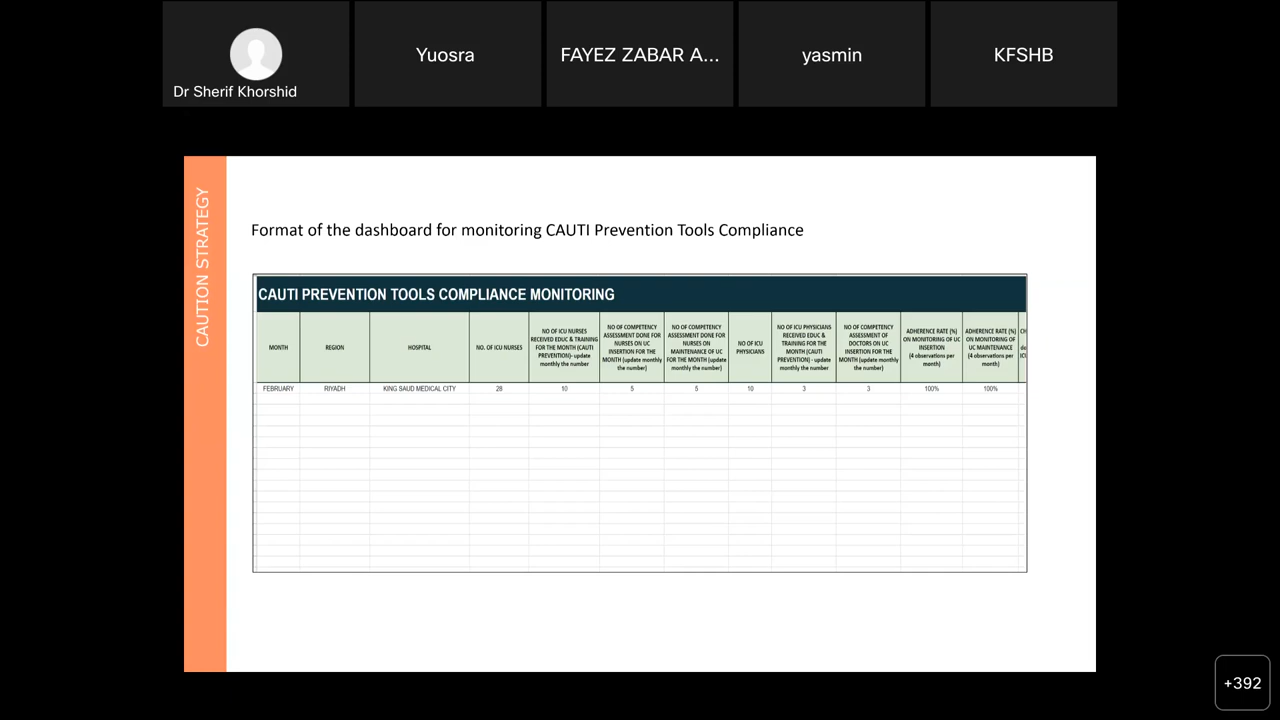 Dr Sherif Khorshid
Yuosra
FAYEZ ZABAR A...
yasmin
KFSHB
CAUTION STRATEGY
Format of the dashboard for monitoring CAUTI Prevention Tools Compliance
CAUTI PREVENTION TOOLS COMPLIANCE MONITORING
MONTH
REGION
HOSPITAL
NO. OF ICU NURSES
NO OF ICU NURSES
RECEIVED EDUC & TRAINING
FOR THE MONTH (CAUTI
PREVENTION)- update
monthly the number
NO OF COMPETENCY
ASSESSMENT DONE FOR
NURSES ON UC
INSERTION FOR THE
MONTH (update monthly
the number)
NO OF COMPETENCY
ASSESSMENT DONE FOR
NURSES ON
MAINTENANCE OF UC
FOR THE MONTH (update
monthly the number)
NO OF ICU
PHYSICIANS
NO OF ICU PHYSICIANS
RECEIVED EDUC &
TRAINING FOR THE
MONTH (CAUTI
PREVENTION) - update
monthly the number
NO OF COMPETENCY
ASSESSMENT OF
DOCTORS ON UC
INSERTION FOR THE
MONTH (update monthly
the number)
ADHERENCE RATE (%)
ON MONITORING OF UC
INSERTION
(4 observations per
month)
ADHERENCE RATE (%)
ON MONITORING OF
UC MAINTENANCE
(4 observations per
month)
FEBRUARY RIYADH KING SAUD MEDICAL CITY 28 10 5 5 10 3 3 100% 100%
+392